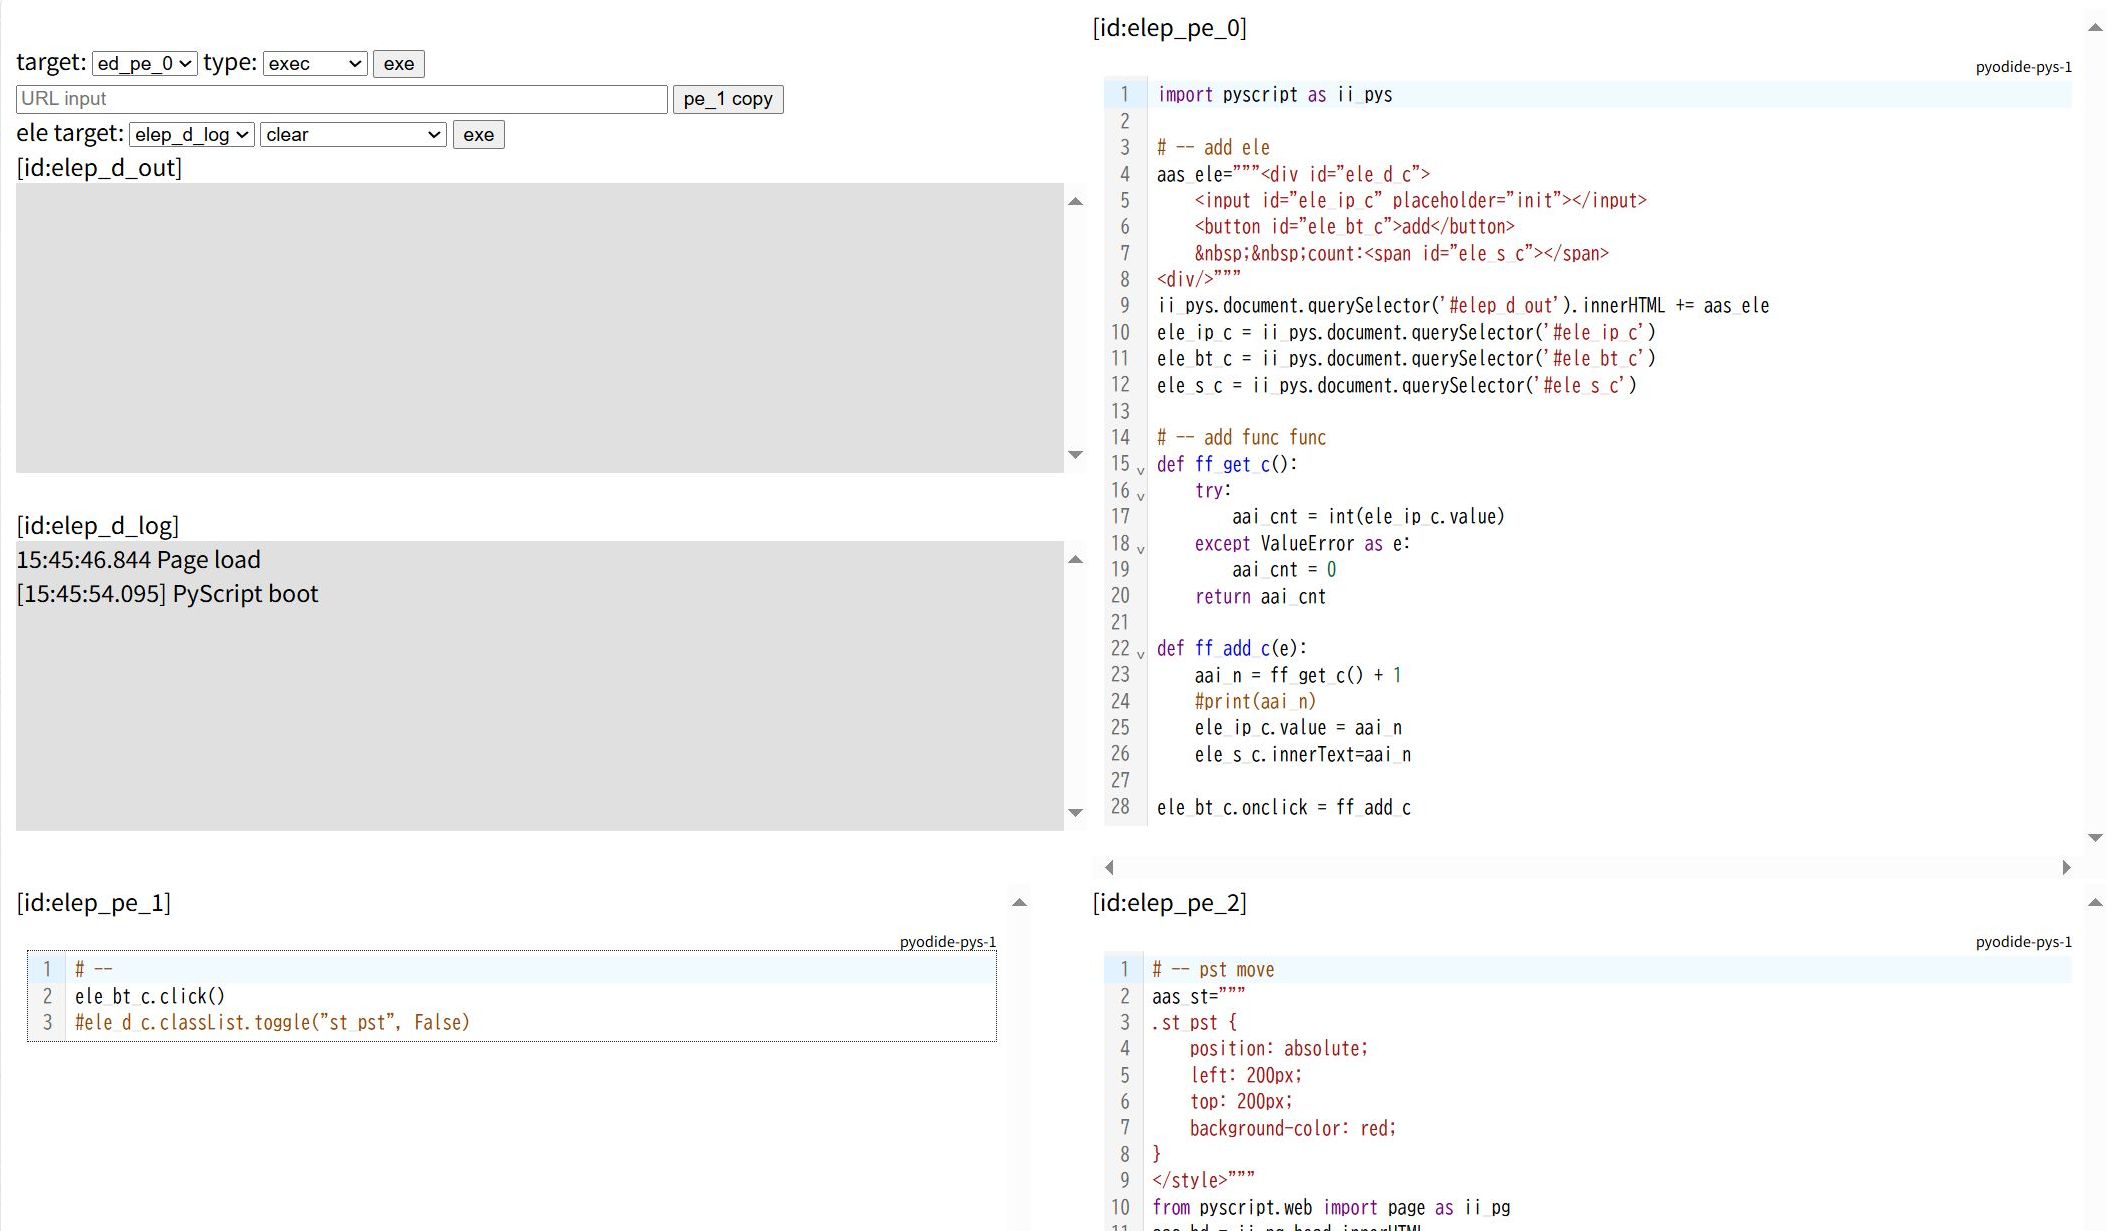 target: ed_pe_0 type: exec exe
URL input pe_1 copy
ele target: elep_d_log clear exe
[id:elep_d_out]
[id:elep_d_log]
15:45:46.844 Page load
[15:45:54.095] PyScript boot
[id:elep_pe_0]
pyodide-pys-1
1 import pyscript as ii_pys
2
3 # -- add ele
4 aas_ele="""<div id="ele_d_c">
5     <input id="ele_ip_c" placeholder="init"></input>
6     <button id="ele_bt_c">add</button>
7     &nbsp;&nbsp;count:<span id="ele_s_c"></span>
8 <div/>"""
9 ii_pys.document.querySelector('#elep_d_out').innerHTML += aas_ele
10 ele_ip_c = ii_pys.document.querySelector('#ele_ip_c')
11 ele_bt_c = ii_pys.document.querySelector('#ele_bt_c')
12 ele_s_c = ii_pys.document.querySelector('#ele_s_c')
13
14 # -- add func func
15 def ff_get_c():
16     try:
17         aai_cnt = int(ele_ip_c.value)
18     except ValueError as e:
19         aai_cnt = 0
20     return aai_cnt
21
22 def ff_add_c(e):
23     aai_n = ff_get_c() + 1
24     #print(aai_n)
25     ele_ip_c.value = aai_n
26     ele_s_c.innerText=aai_n
27
28 ele_bt_c.onclick = ff_add_c
[id:elep_pe_1]
pyodide-pys-1
1 # --
2 ele_bt_c.click()
3 #ele_d_c.classList.toggle("st_pst", False)
[id:elep_pe_2]
pyodide-pys-1
1 # -- pst move
2 aas_st="""
3 .st_pst {
4     position: absolute;
5     left: 200px;
6     top: 200px;
7     background-color: red;
8 }
9 </style>"""
10 from pyscript.web import page as ii_pg